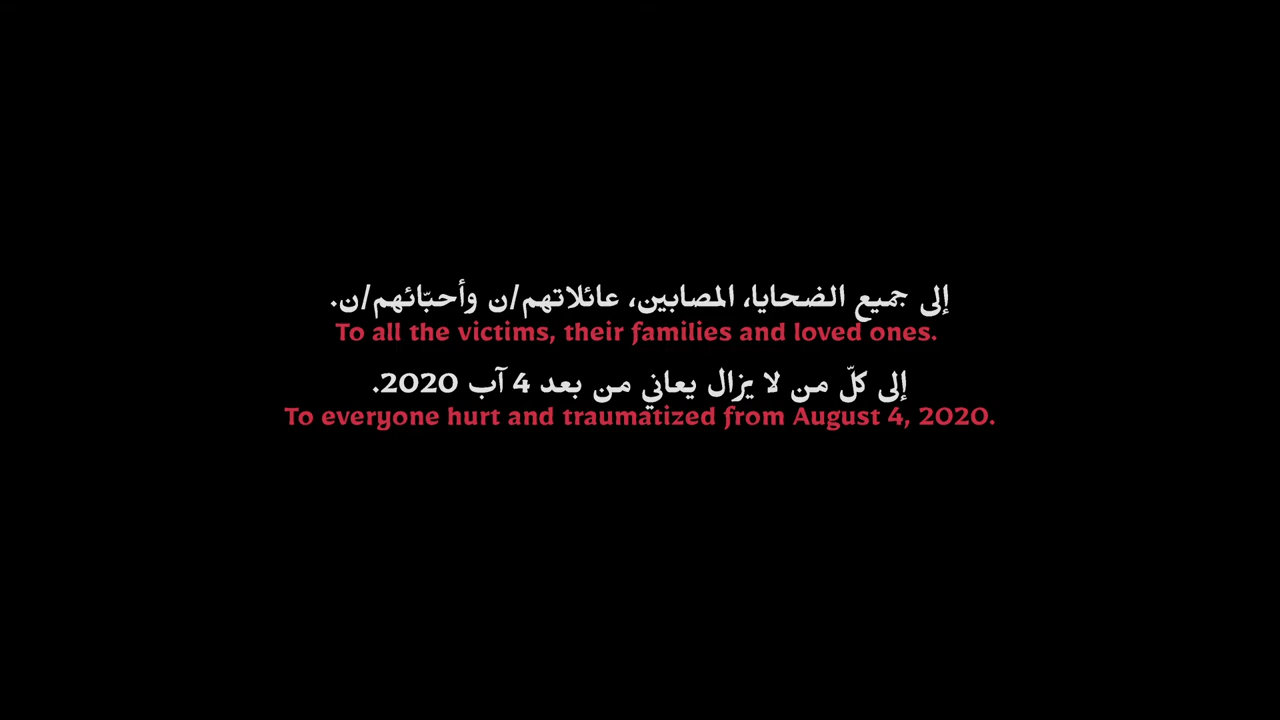 إلى جميع الضحايا، المصابين، عائلاتهم/ن وأحبّائهم/ن.
To all the victims, their families and loved ones.
إلى كلّ من لا يزال يعاني من بعد 4 آب 2020.
To everyone hurt and traumatized from August 4, 2020.